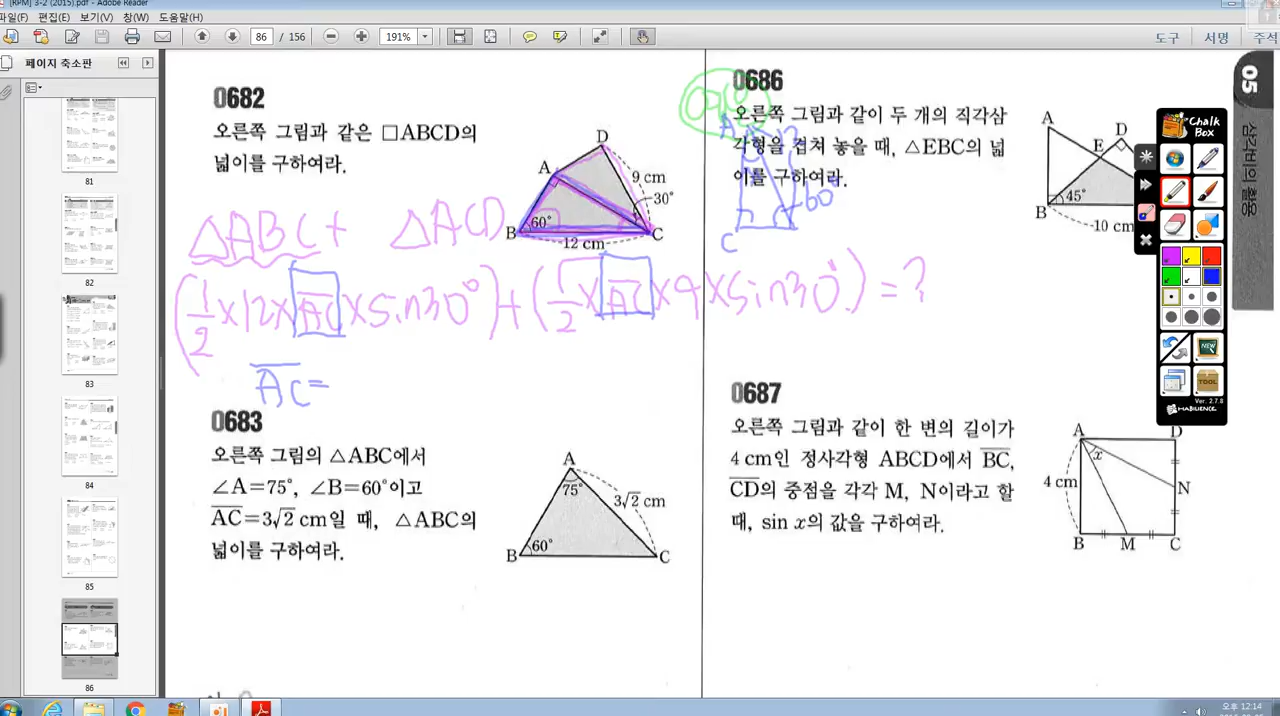 [RPM] 3-2 (2015).pdf - Adobe Reader
파일(F) 편집(E) 보기(V) 창(W) 도움말(H)
86 / 156 191% 도구 서명 주석
페이지 축소판
81
82
83
84
85
86
0682
오른쪽 그림과 같은 □ABCD의
넓이를 구하여라.
D
A
9 cm
30°
60°
B
12 cm
C
△ABC + △ACD
(1/2 × 12 × AC × sin30°) + (1/2 × AC × 9 × sin30°) = ?
AC =
0683
오른쪽 그림의 △ABC에서
∠A=75°, ∠B=60°이고
AC=3√2 cm일 때, △ABC의
넓이를 구하여라.
A
75°
3√2 cm
60°
B
C
0686
오른쪽 그림과 같이 두 개의 직각삼
각형을 겹쳐 놓을 때, △EBC의 넓
이를 구하여라.
A
12
60°
C
A
D
E
45°
B
10 cm
0687
오른쪽 그림과 같이 한 변의 길이가
4 cm인 정사각형 ABCD에서 BC,
CD의 중점을 각각 M, N이라고 할
때, sin x의 값을 구하여라.
A
D
x
4 cm
N
B
M
C
05
삼각비의 활용
Chalk
Box
NEW
TOOL
Ver. 2.7.8
HABILIENCE
오후 12:14